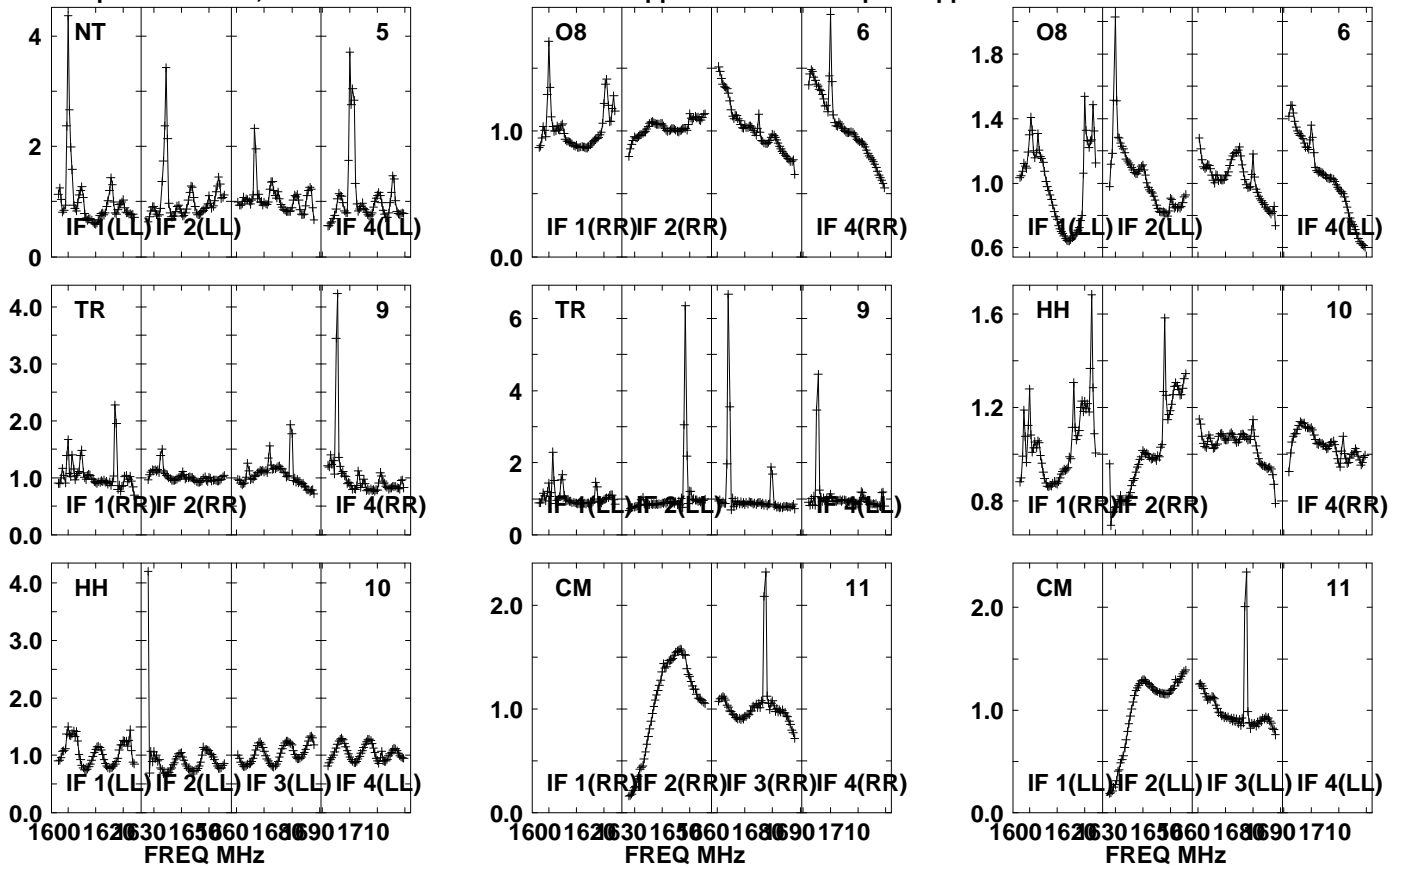 NT 5
4
2
0
IF 1(LL) IF 2(LL) IF 4(LL)
O8 6
1.0
0.0
IF 1(RR) IF 2(RR) IF 4(RR)
O8 6
1.8
1.4
1.0
0.6
IF 1(LL) IF 2(LL) IF 4(LL)
TR 9
4.0
3.0
2.0
1.0
0.0
IF 1(RR) IF 2(RR) IF 4(RR)
TR 9
6
4
2
0
IF 1(LL) IF 2(LL) IF 4(LL)
HH 10
1.6
1.2
0.8
IF 1(RR) IF 2(RR) IF 4(RR)
HH 10
4.0
3.0
2.0
1.0
0.0
IF 1(LL) IF 2(LL) IF 3(LL) IF 4(LL)
1600 1620 1630 1650 1660 1680 1690 1710
FREQ MHz
CM 11
2.0
1.0
0.0
IF 1(RR) IF 2(RR) IF 3(RR) IF 4(RR)
1600 1620 1630 1650 1660 1680 1690 1710
FREQ MHz
CM 11
2.0
1.0
0.0
IF 1(LL) IF 2(LL) IF 3(LL) IF 4(LL)
1600 1620 1630 1650 1660 1680 1690 1710
FREQ MHz